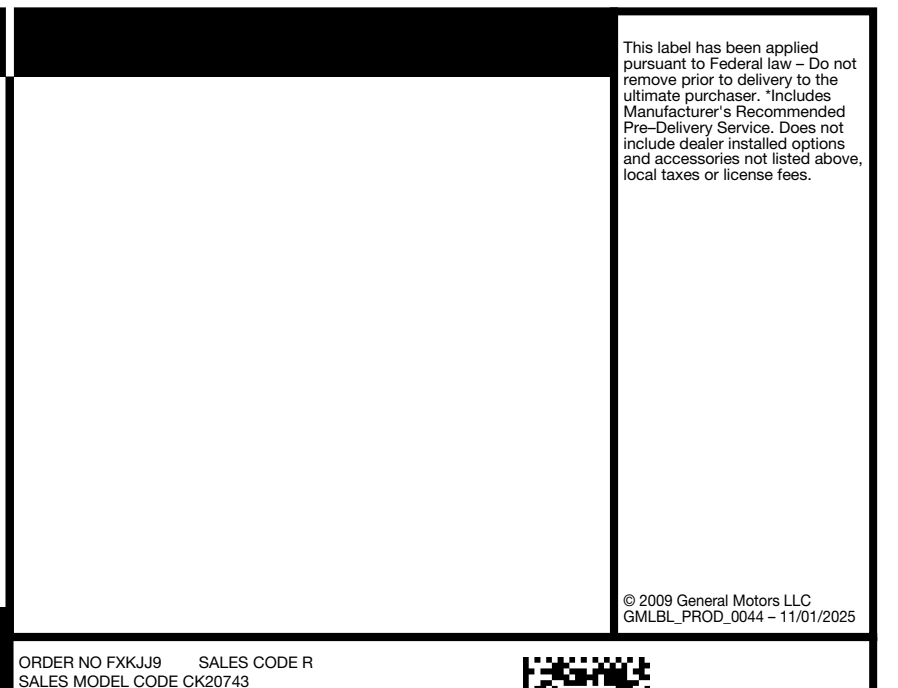 This label has been applied
pursuant to Federal law – Do not
remove prior to delivery to the
ultimate purchaser. *Includes
Manufacturer's Recommended
Pre–Delivery Service. Does not
include dealer installed options
and accessories not listed above,
local taxes or license fees.
© 2009 General Motors LLC
GMLBL_PROD_0044 – 11/01/2025
ORDER NO FXKJJ9 SALES CODE R
SALES MODEL CODE CK20743